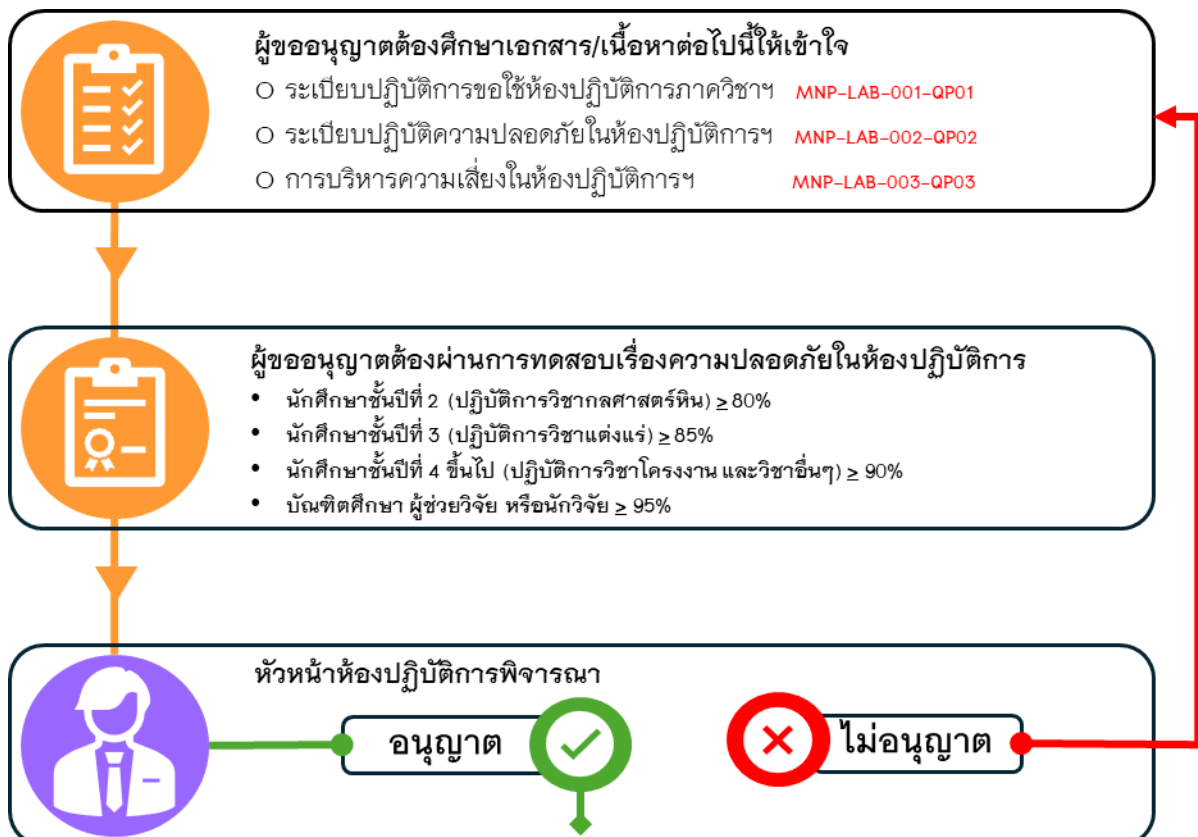 ผู้ขออนุญาตต้องศึกษาเอกสาร/เนื้อหาต่อไปนี้ให้เข้าใจ
O ระเบียบปฏิบัติการขอใช้ห้องปฏิบัติการภาควิชาฯ MNP-LAB-001-QP01
O ระเบียบปฏิบัติความปลอดภัยในห้องปฏิบัติการฯ MNP-LAB-002-QP02
O การบริหารความเสี่ยงในห้องปฏิบัติการฯ MNP-LAB-003-QP03
ผู้ขออนุญาตต้องผ่านการทดสอบเรื่องความปลอดภัยในห้องปฏิบัติการ
• นักศึกษาชั้นปีที่ 2 (ปฏิบัติการวิชากลศาสตร์หิน) ≥ 80%
• นักศึกษาชั้นปีที่ 3 (ปฏิบัติการวิชาแต่งแร่) ≥ 85%
• นักศึกษาชั้นปีที่ 4 ขึ้นไป (ปฏิบัติการวิชาโครงงาน และวิชาอื่นๆ) ≥ 90%
• บัณฑิตศึกษา ผู้ช่วยวิจัย หรือนักวิจัย ≥ 95%
หัวหน้าห้องปฏิบัติการพิจารณา
อนุญาต
ไม่อนุญาต